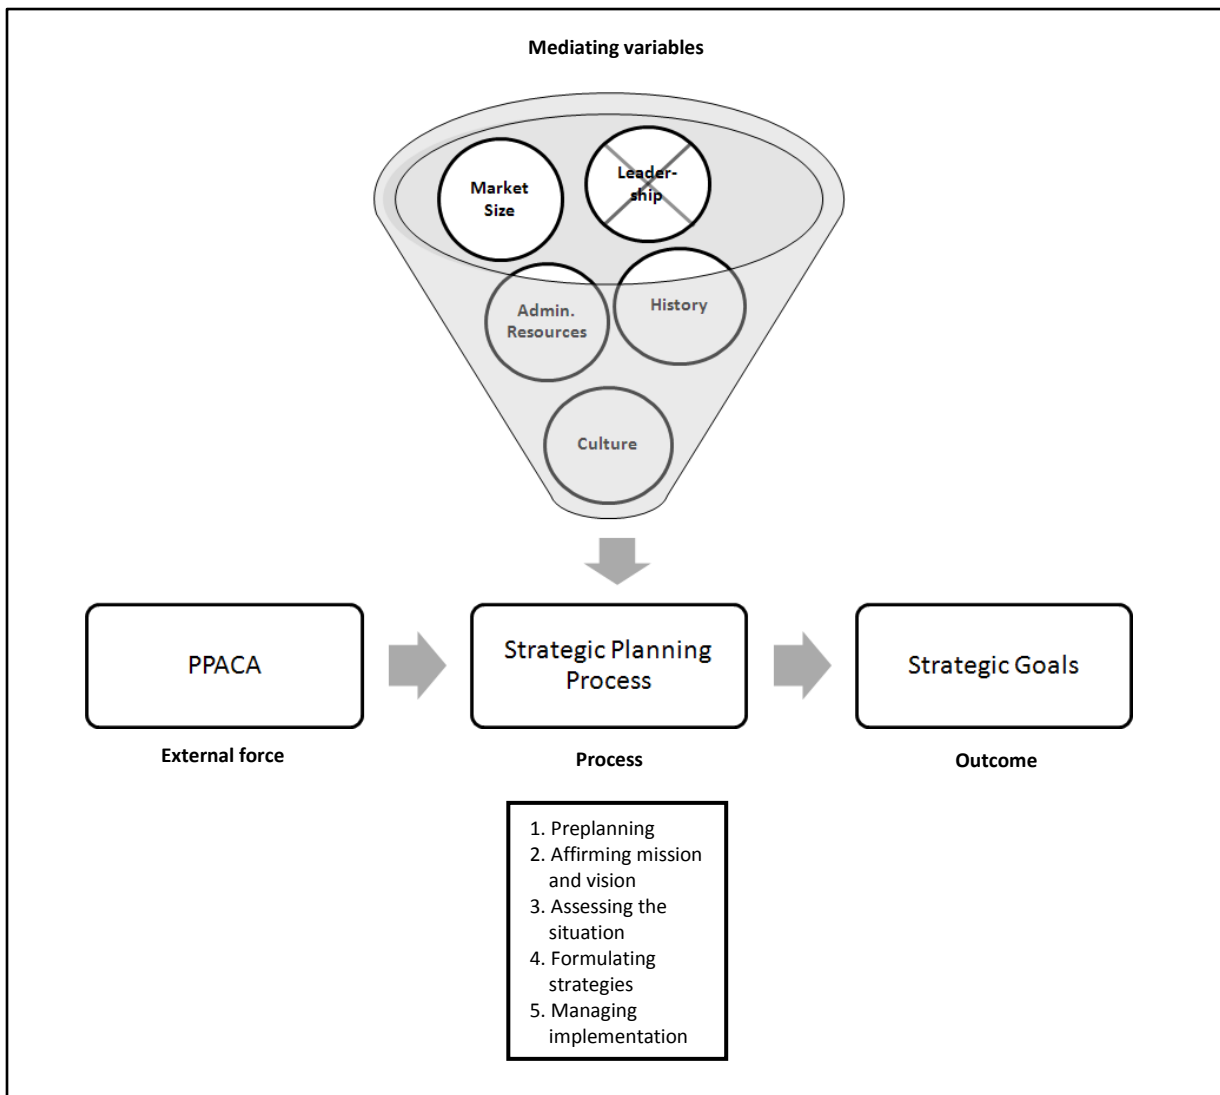 Mediating variables
Market
Size
Leader-
ship
Admin.
Resources
History
Culture
PPACA
Strategic Planning
Process
Strategic Goals
External force
Process
Outcome
1. Preplanning
2. Affirming mission
and vision
3. Assessing the
situation
4. Formulating
strategies
5. Managing
implementation